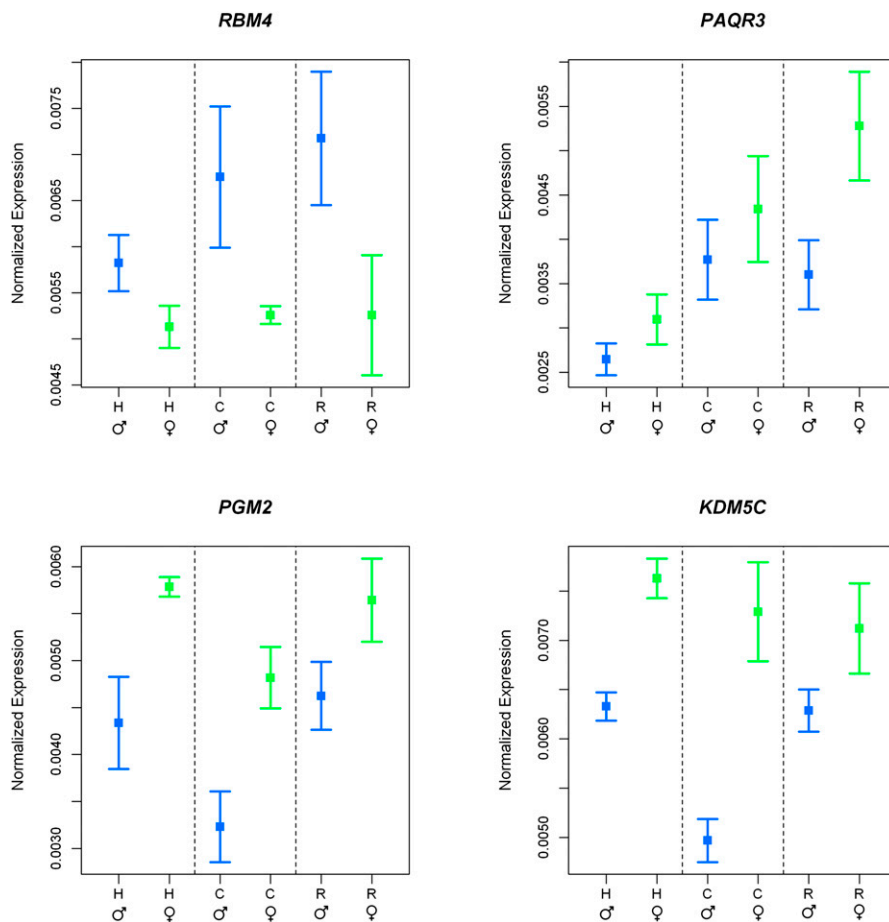 RBM4
Normalized Expression
0.0045 0.0055 0.0065 0.0075
H H C C R R
♂ ♀ ♂ ♀ ♂ ♀
PAQR3
Normalized Expression
0.0025 0.0035 0.0045 0.0055
H H C C R R
♂ ♀ ♂ ♀ ♂ ♀
PGM2
Normalized Expression
0.0030 0.0040 0.0050 0.0060
H H C C R R
♂ ♀ ♂ ♀ ♂ ♀
KDM5C
Normalized Expression
0.0050 0.0060 0.0070
H H C C R R
♂ ♀ ♂ ♀ ♂ ♀